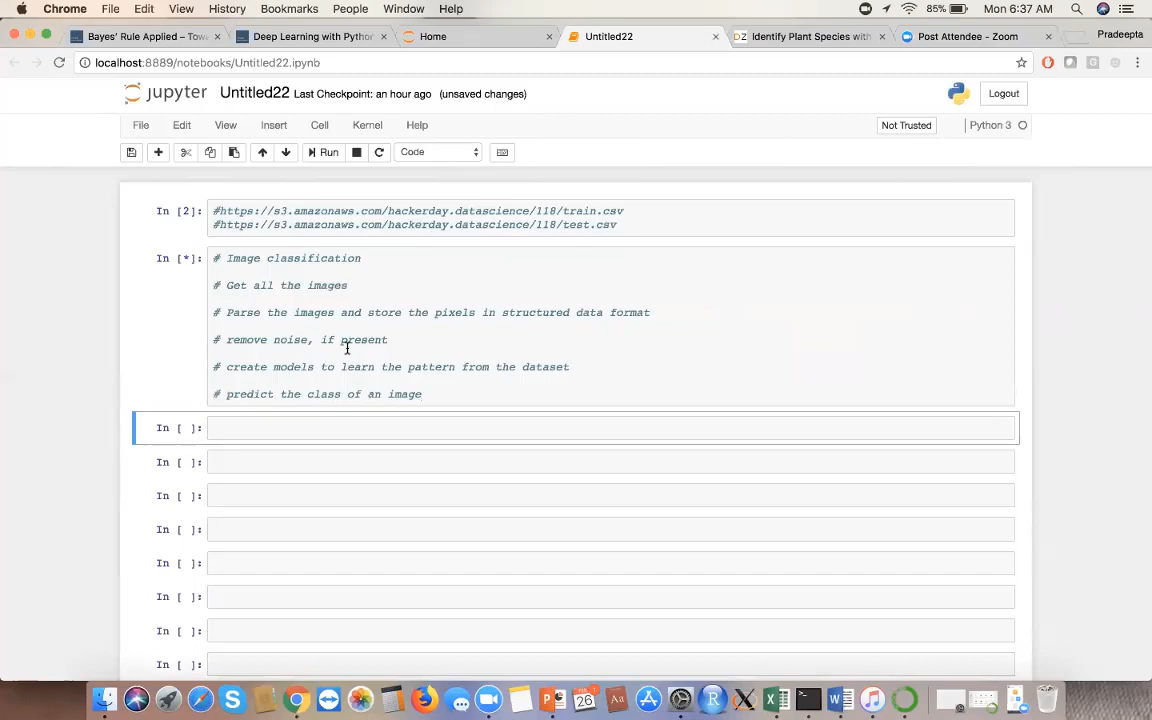 Chrome File Edit View History Bookmarks People Window Help 85% Mon 6:37 AM
Bayes' Rule Applied – Towa Deep Learning with Python Home Untitled22 DZ Identify Plant Species with Post Attendee - Zoom Pradeepta
localhost:8889/notebooks/Untitled22.ipynb
jupyter Untitled22 Last Checkpoint: an hour ago (unsaved changes) Logout
File Edit View Insert Cell Kernel Help Not Trusted Python 3
Run Code
In [2]: #https://s3.amazonaws.com/hackerday.datascience/118/train.csv
#https://s3.amazonaws.com/hackerday.datascience/118/test.csv
In [*]: # Image classification
# Get all the images
# Parse the images and store the pixels in structured data format
# remove noise, if present
# create models to learn the pattern from the dataset
# predict the class of an image
In [ ]:
In [ ]:
In [ ]:
In [ ]:
In [ ]:
In [ ]:
In [ ]:
In [ ]: